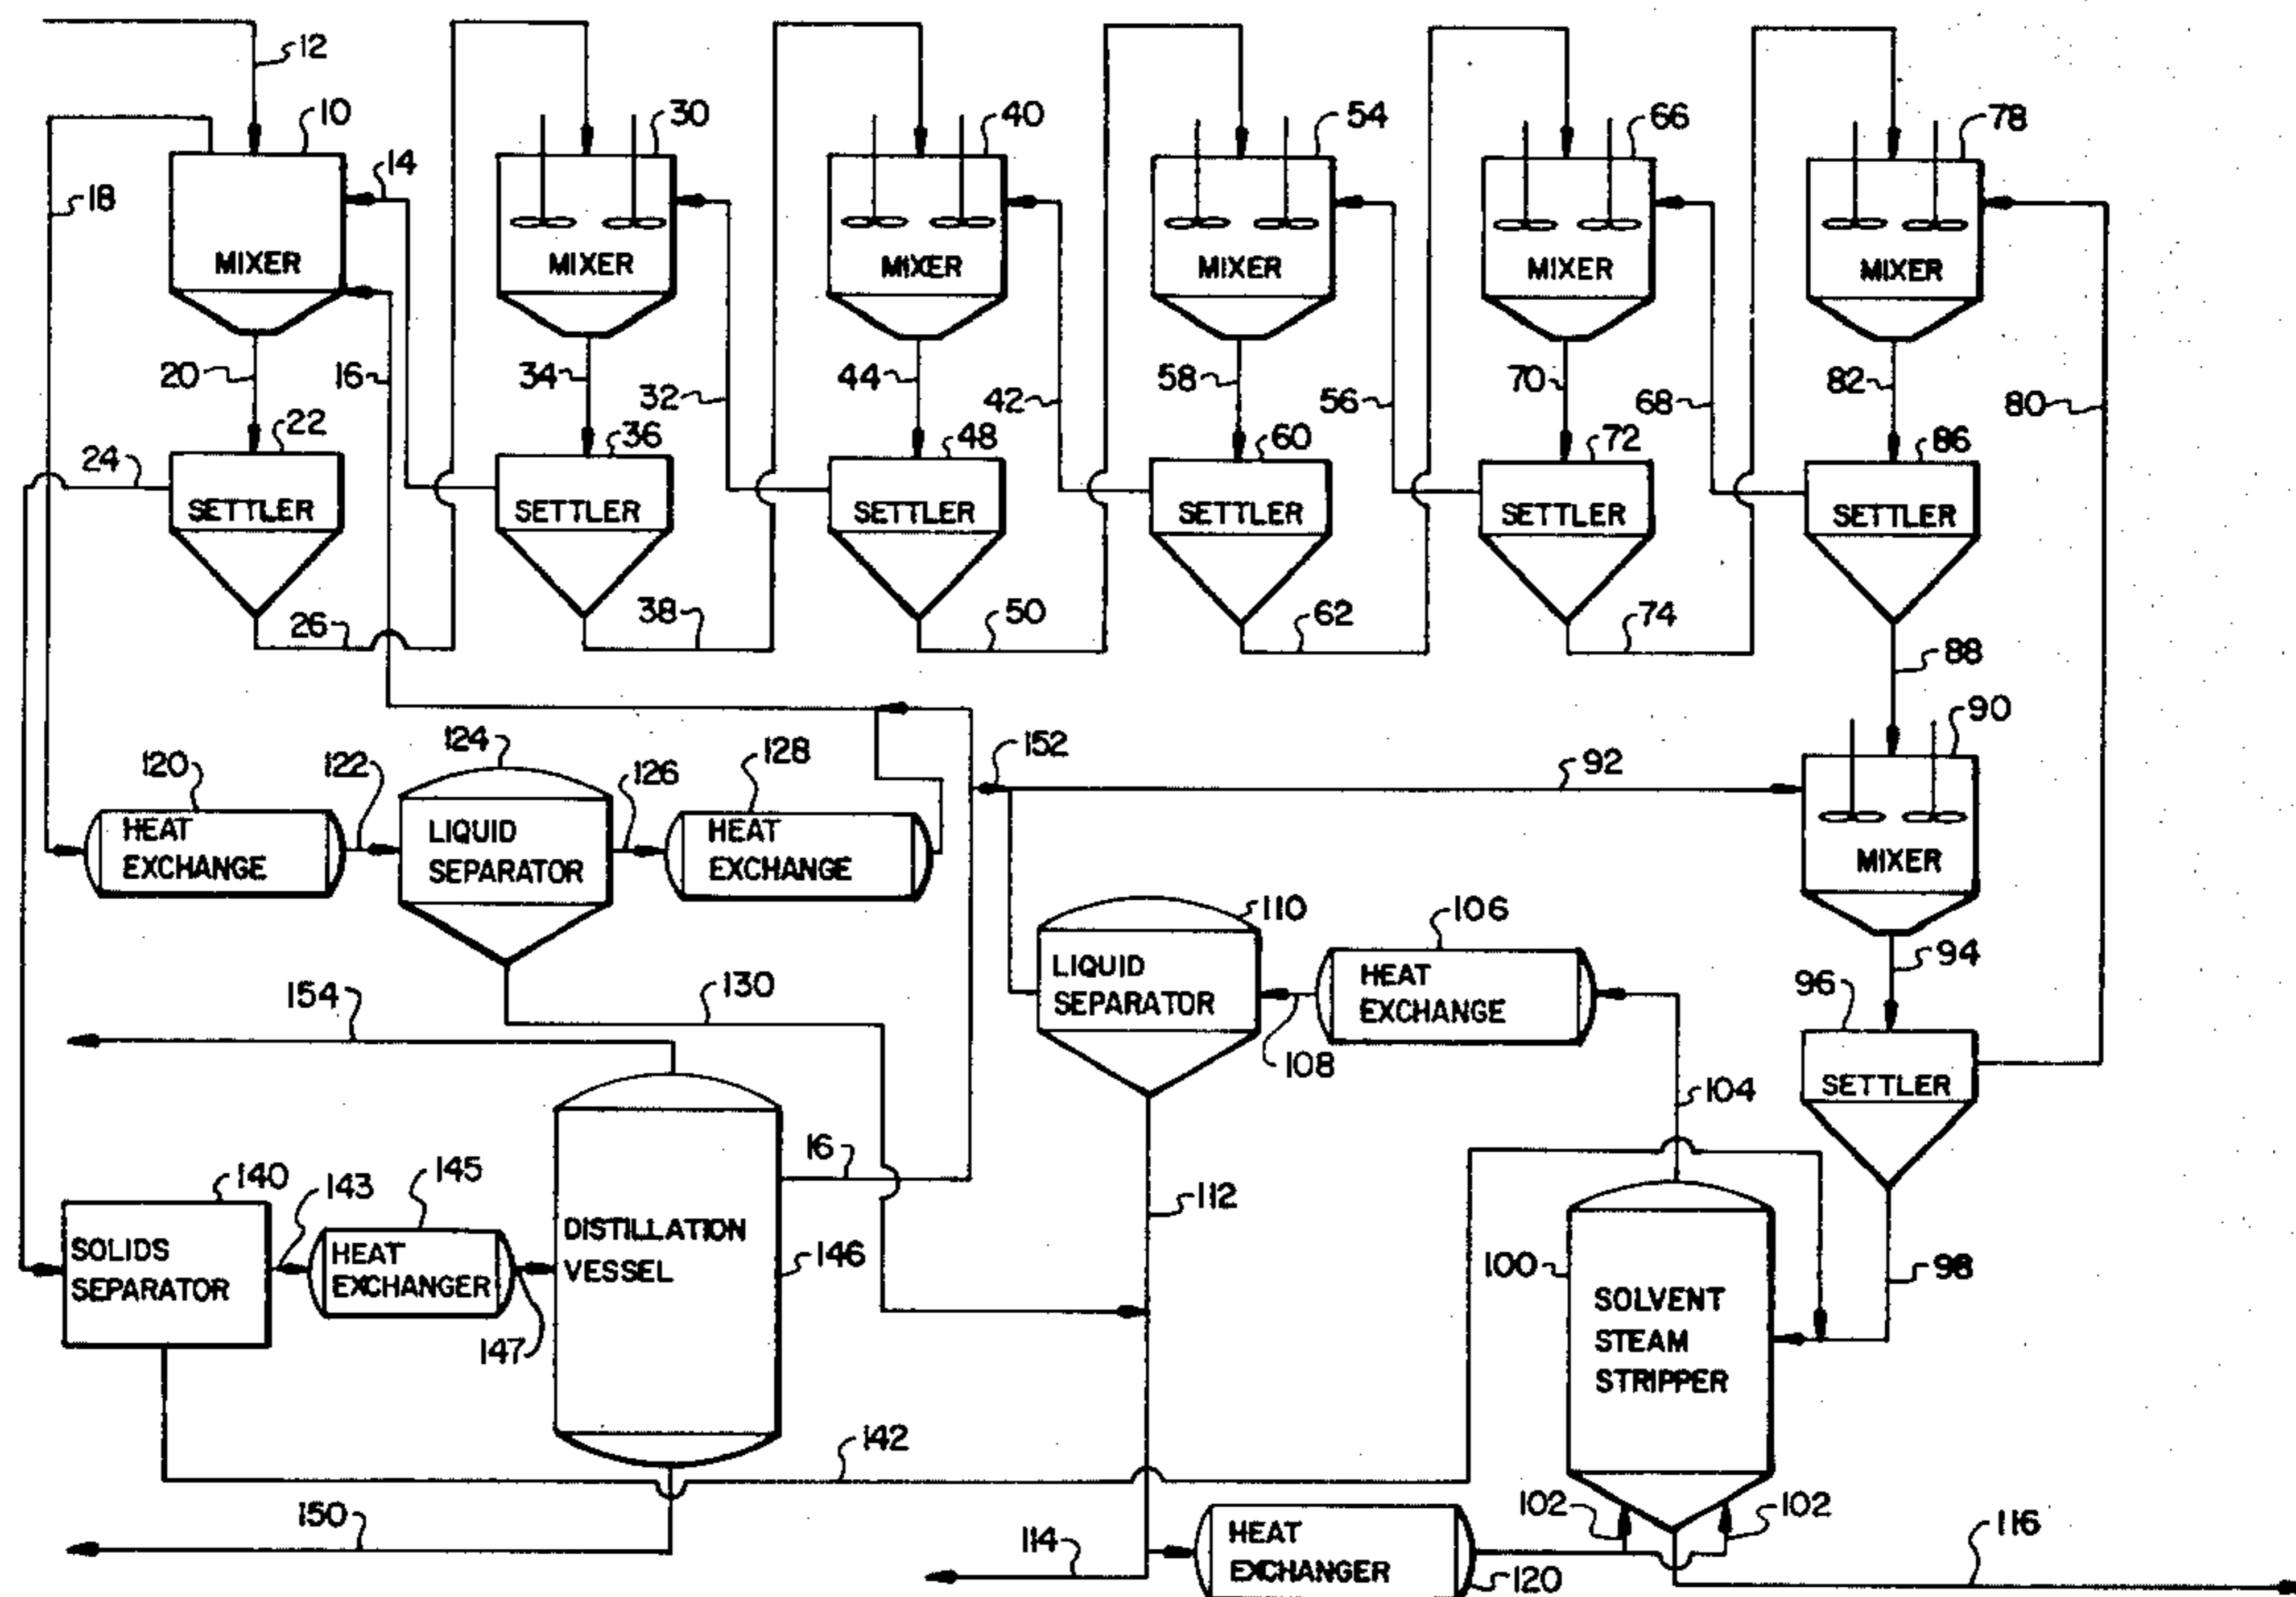 12
10
30
40
54
66
78
14
18
MIXER
MIXER
MIXER
MIXER
MIXER
MIXER
20
16
34
32
44
42
58
56
70
68
82
80
22
36
48
60
72
86
24
SETTLER
SETTLER
SETTLER
SETTLER
SETTLER
SETTLER
26
38
50
62
74
88
90
124
152
92
120
122
126
128
HEAT
EXCHANGE
LIQUID
SEPARATOR
HEAT
EXCHANGE
MIXER
110
106
94
LIQUID
SEPARATOR
HEAT
EXCHANGE
96
154
130
108
SETTLER
104
16
140
143
145
112
98
SOLIDS
SEPARATOR
HEAT
EXCHANGER
147
DISTILLATION
VESSEL
146
100
SOLVENT
STEAM
STRIPPER
142
150
102
102
114
HEAT
EXCHANGER
120
116